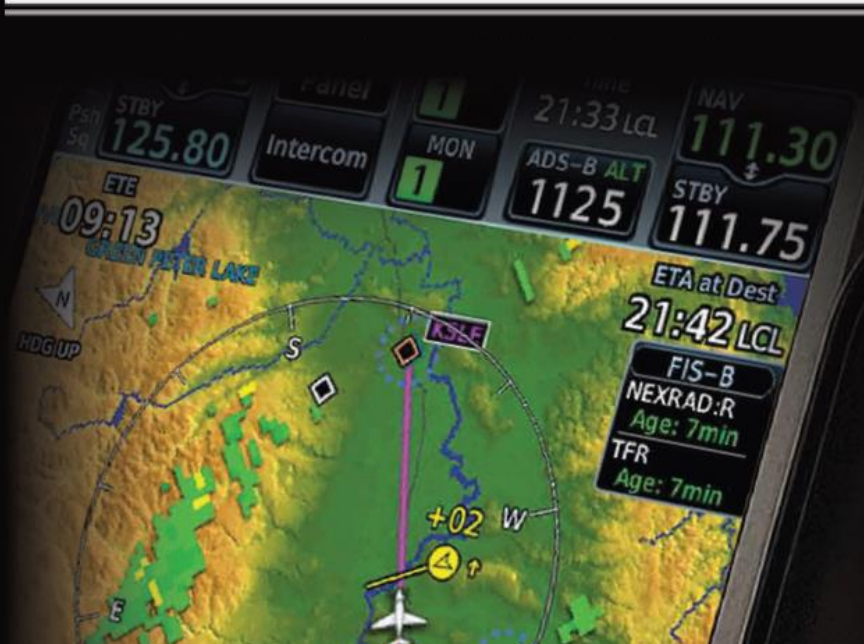 Panel
1
Time
21:33 LCL
NAV
111.30
Psh
Sq
STBY
125.80
Intercom
MON
1
ADS-B ALT
1125
STBY
111.75
ETE
09:13
GREEN PETER LAKE
ETA at Dest
21:42 LCL
N
HDG UP
S
KSLE
FIS-B
NEXRAD:R
Age: 7min
TFR
Age: 7min
+02
W
E